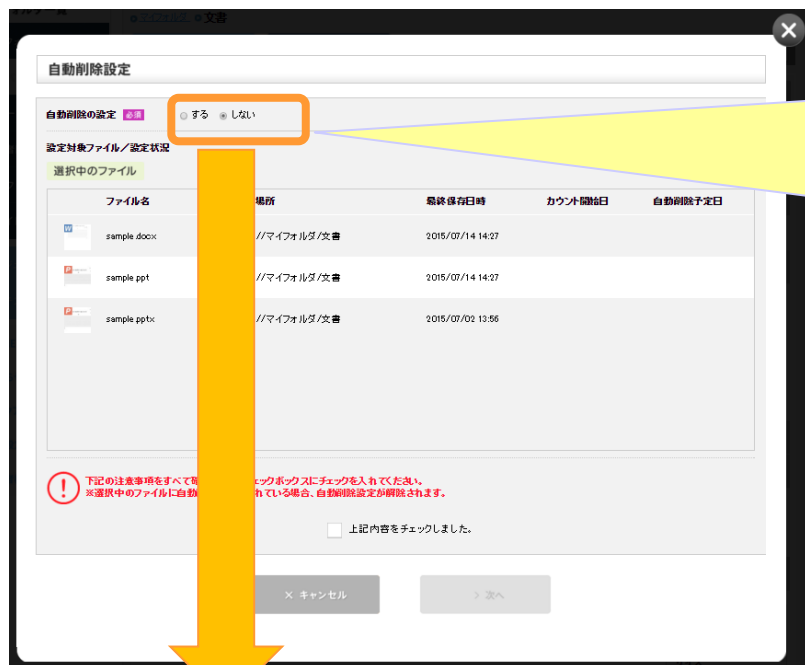 マイフォルダ 文書
自動削除設定
自動削除の設定 必須 する しない
設定対象ファイル/設定状況
選択中のファイル
ファイル名 場所 最終保存日時 カウント開始日 自動削除予定日
sample.docx //マイフォルダ/文書 2015/07/14 14:27
sample.ppt //マイフォルダ/文書 2015/07/14 14:27
sample.pptx //マイフォルダ/文書 2015/07/02 13:56
下記の注意事項をすべて ェックボックスにチェックを入れてください。
※選択中のファイルに自動 れている場合、自動削除設定が解除されます。
上記内容をチェックしました。
× キャンセル > 次へ